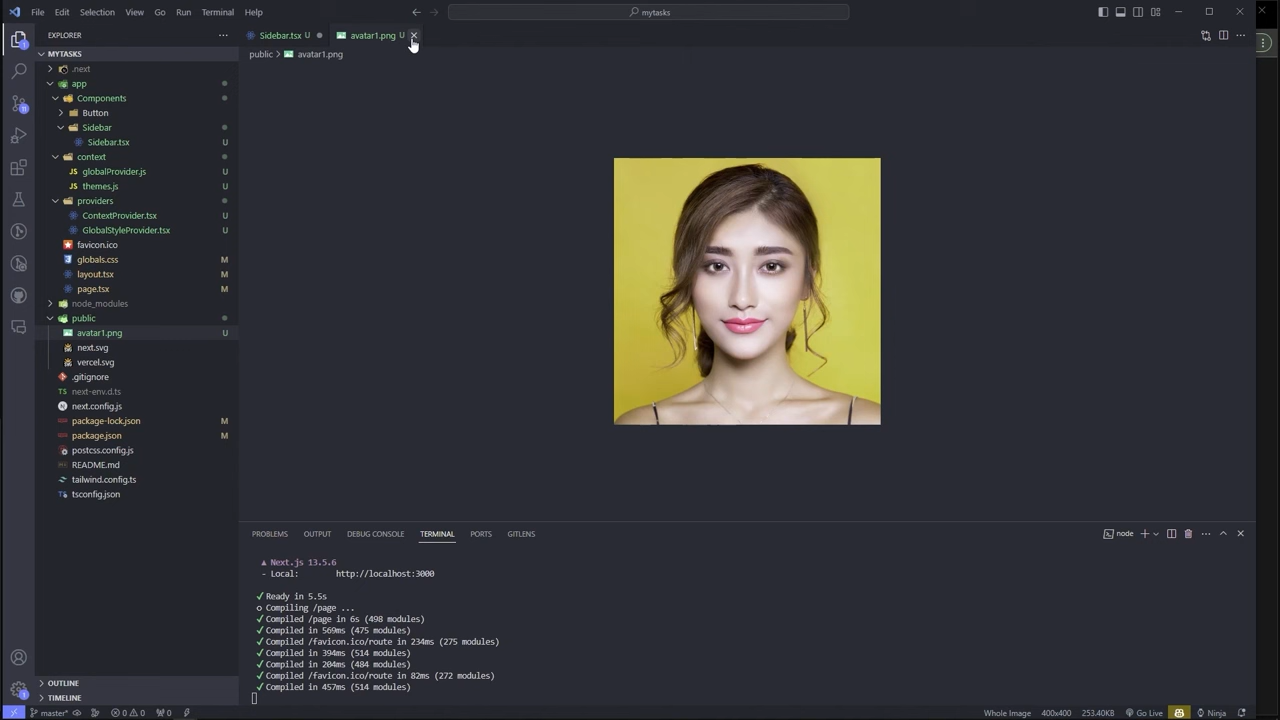 File Edit Selection View Go Run Terminal Help
mytasks
EXPLORER
Sidebar.tsx U
avatar1.png U
MYTASKS
public > avatar1.png
.next
app
Components
Button
Sidebar
Sidebar.tsx U
context
globalProvider.js U
themes.js U
providers
ContextProvider.tsx U
GlobalStyleProvider.tsx U
favicon.ico
globals.css M
layout.tsx M
page.tsx M
node_modules
public
avatar1.png U
next.svg
vercel.svg
.gitignore
TS next-env.d.ts
next.config.js
package-lock.json M
package.json M
postcss.config.js
README.md
tailwind.config.ts
tsconfig.json
OUTLINE
TIMELINE
PROBLEMS OUTPUT DEBUG CONSOLE TERMINAL PORTS GITLENS
node
▲ Next.js 13.5.6
- Local: http://localhost:3000
✓ Ready in 5.5s
○ Compiling /page ...
✓ Compiled /page in 6s (498 modules)
✓ Compiled in 569ms (475 modules)
✓ Compiled /favicon.ico/route in 234ms (275 modules)
✓ Compiled in 394ms (514 modules)
✓ Compiled in 204ms (484 modules)
✓ Compiled /favicon.ico/route in 82ms (272 modules)
✓ Compiled in 457ms (514 modules)
master* 0 0 0 Whole Image 400x400 253.40KB Go Live Ninja